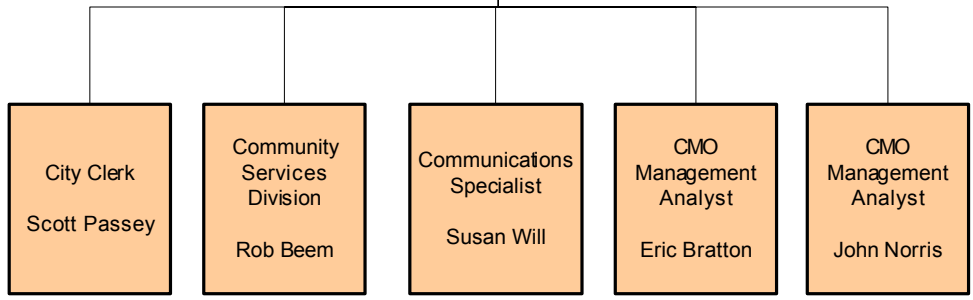 City Clerk
Scott Passey
Community
Services
Division
Rob Beem
Communications
Specialist
Susan Will
CMO
Management
Analyst
Eric Bratton
CMO
Management
Analyst
John Norris